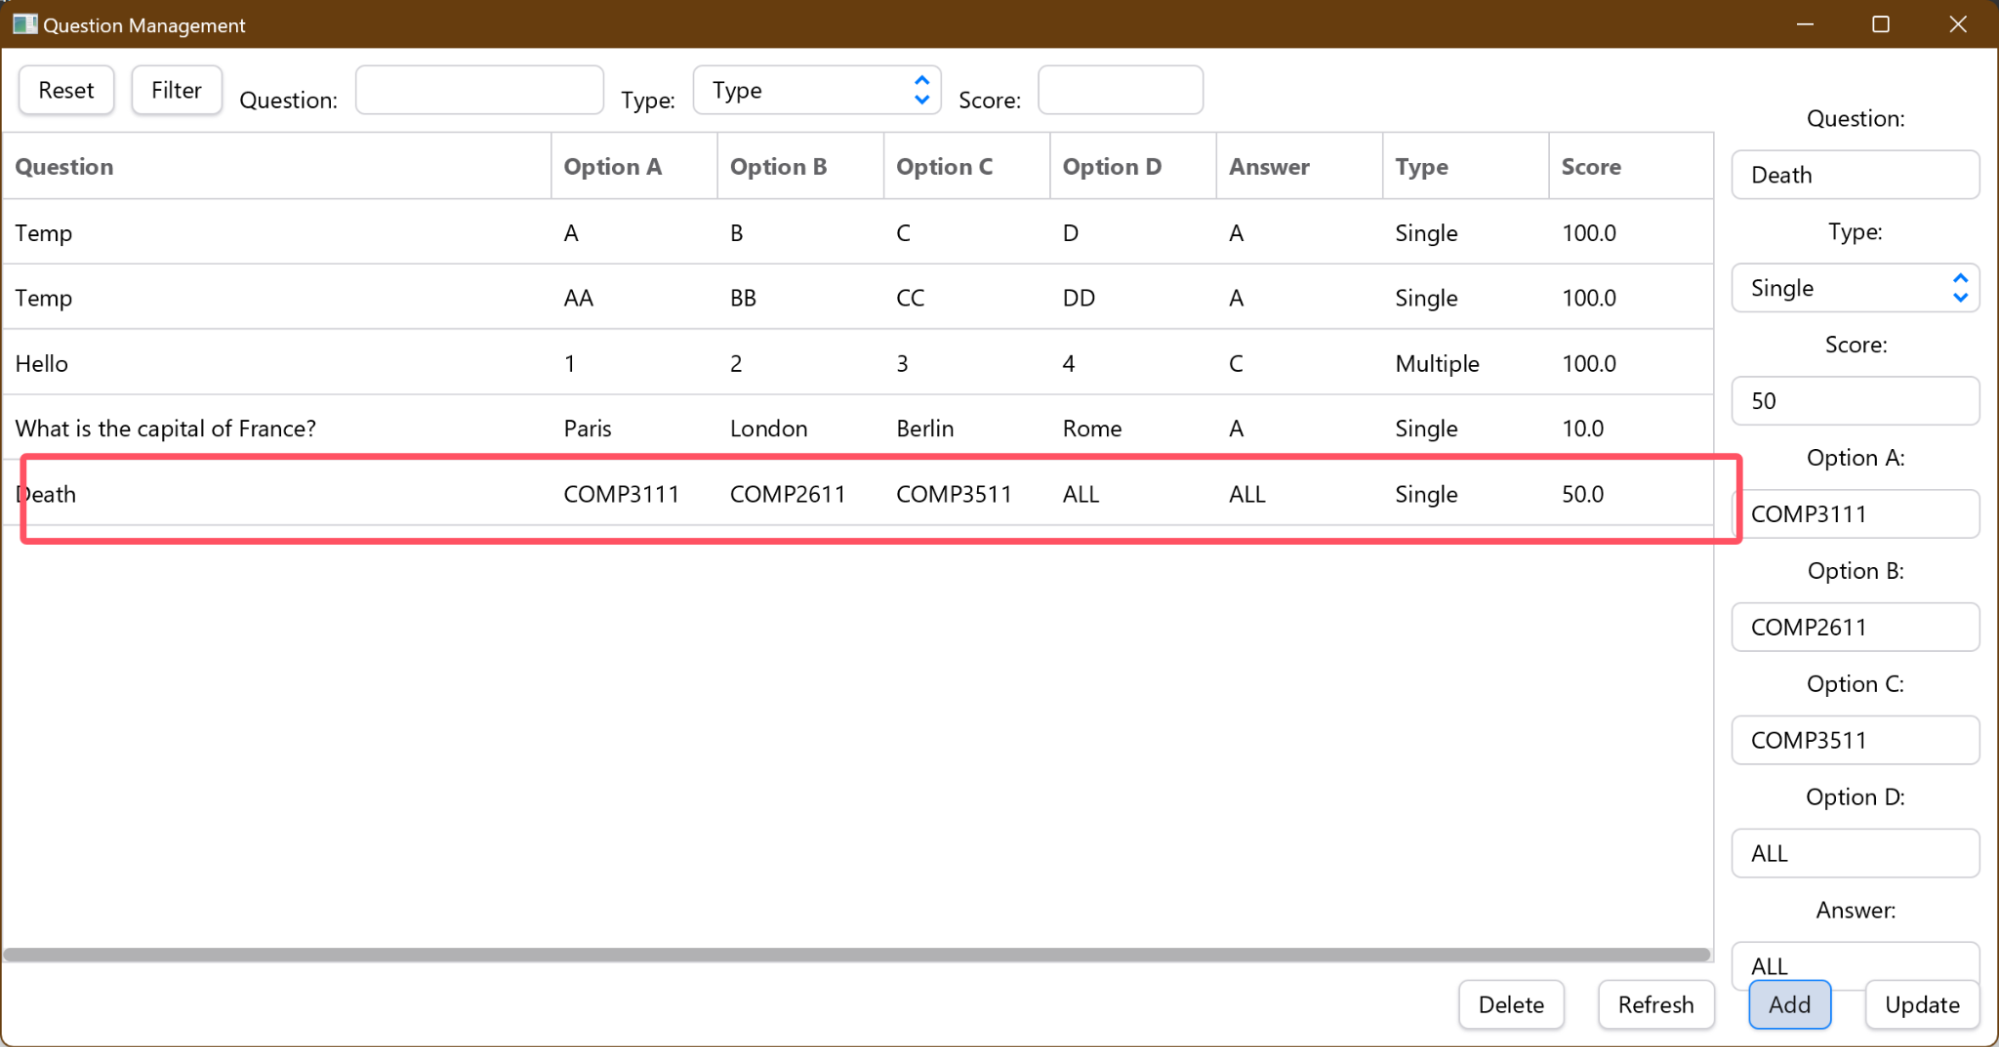 Question Management
Reset Filter Question: Type: Type Score:
Question Option A Option B Option C Option D Answer Type Score
Temp A B C D A Single 100.0
Temp AA BB CC DD A Single 100.0
Hello 1 2 3 4 C Multiple 100.0
What is the capital of France? Paris London Berlin Rome A Single 10.0
Death COMP3111 COMP2611 COMP3511 ALL ALL Single 50.0
Question:
Death
Type:
Single
Score:
50
Option A:
COMP3111
Option B:
COMP2611
Option C:
COMP3511
Option D:
ALL
Answer:
ALL
Delete Refresh Add Update